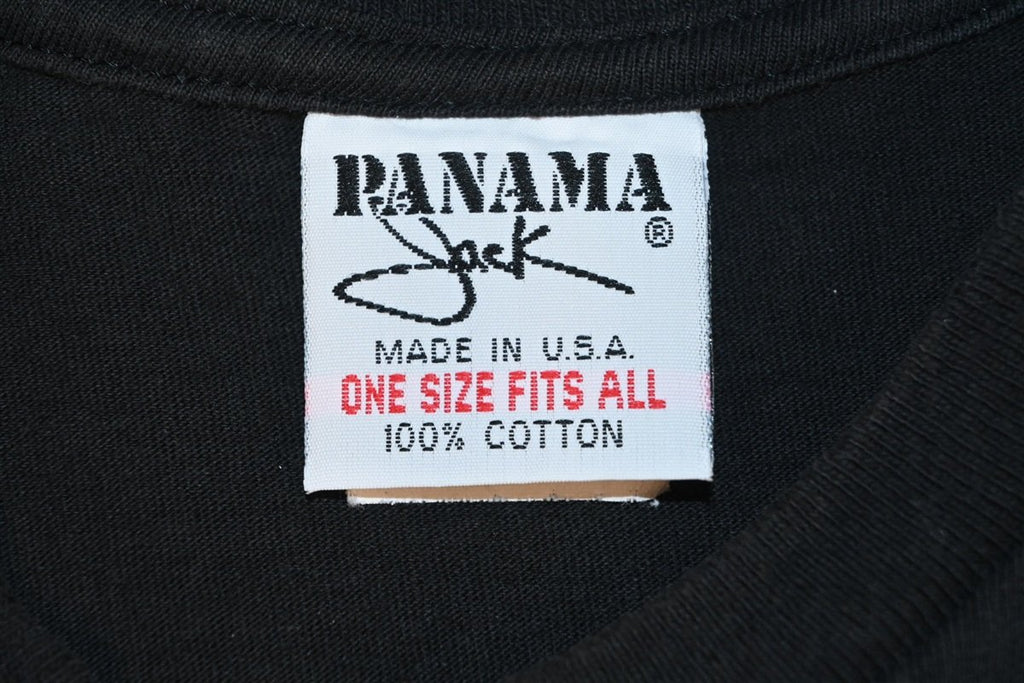 PANAMA
Jack ®
MADE IN U.S.A.
ONE SIZE FITS ALL
100% COTTON